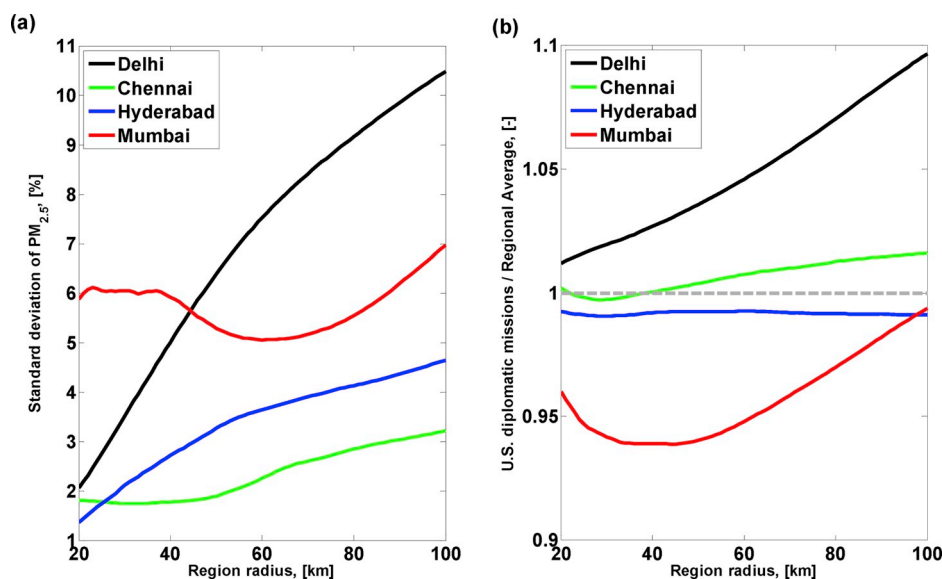 (a)
11
10
9
8
7
6
5
4
3
2
1
20
40
60
80
100
Standard deviation of PM2.5, [%]
Region radius, [km]
Delhi
Chennai
Hyderabad
Mumbai
(b)
1.1
1.05
1
0.95
0.9
20
40
60
80
100
U.S. diplomatic missions / Regional Average, [-]
Region radius, [km]
Delhi
Chennai
Hyderabad
Mumbai